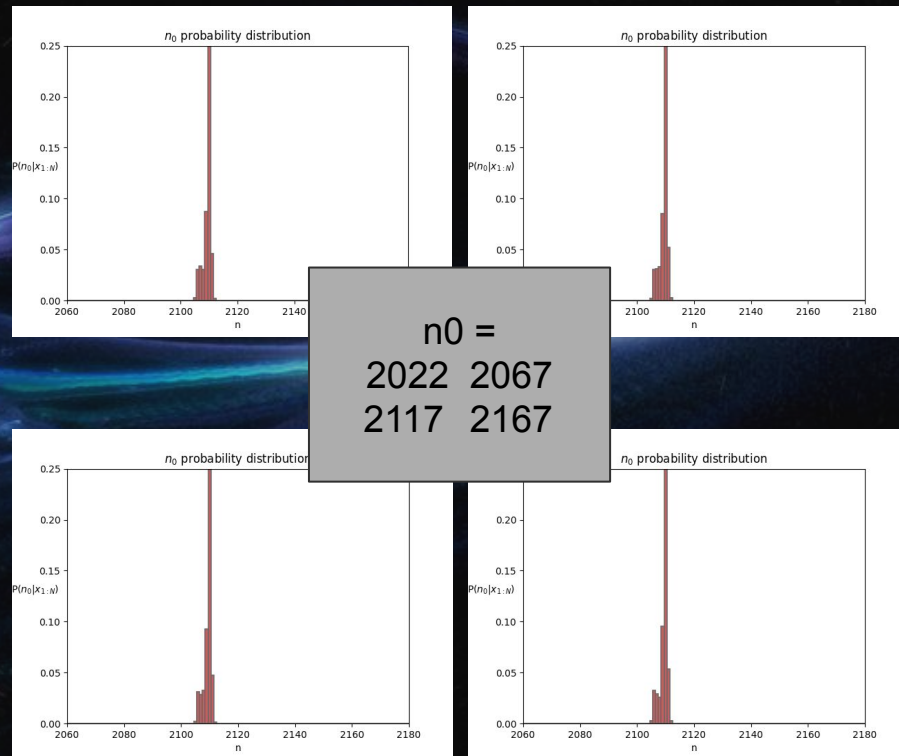 n₀ probability distribution
0.25
0.20
0.15
P(n₀|x₁:N)
0.10
0.05
0.00
2060 2080 2100 2120 2140
n
n₀ probability distribution
0.25
0.20
0.15
P(n₀|x₁:N)
0.10
0.05
2100 2120 2140 2160 2180
n
n0 =
2022 2067
2117 2167
n₀ probability distribution
0.25
0.20
0.15
P(n₀|x₁:N)
0.10
0.05
0.00
2060 2080 2100 2120 2140 2160 2180
n
n₀ probability distribution
0.20
0.15
P(n₀|x₁:N)
0.10
0.05
0.00
2060 2080 2100 2120 2140 2160 2180
n